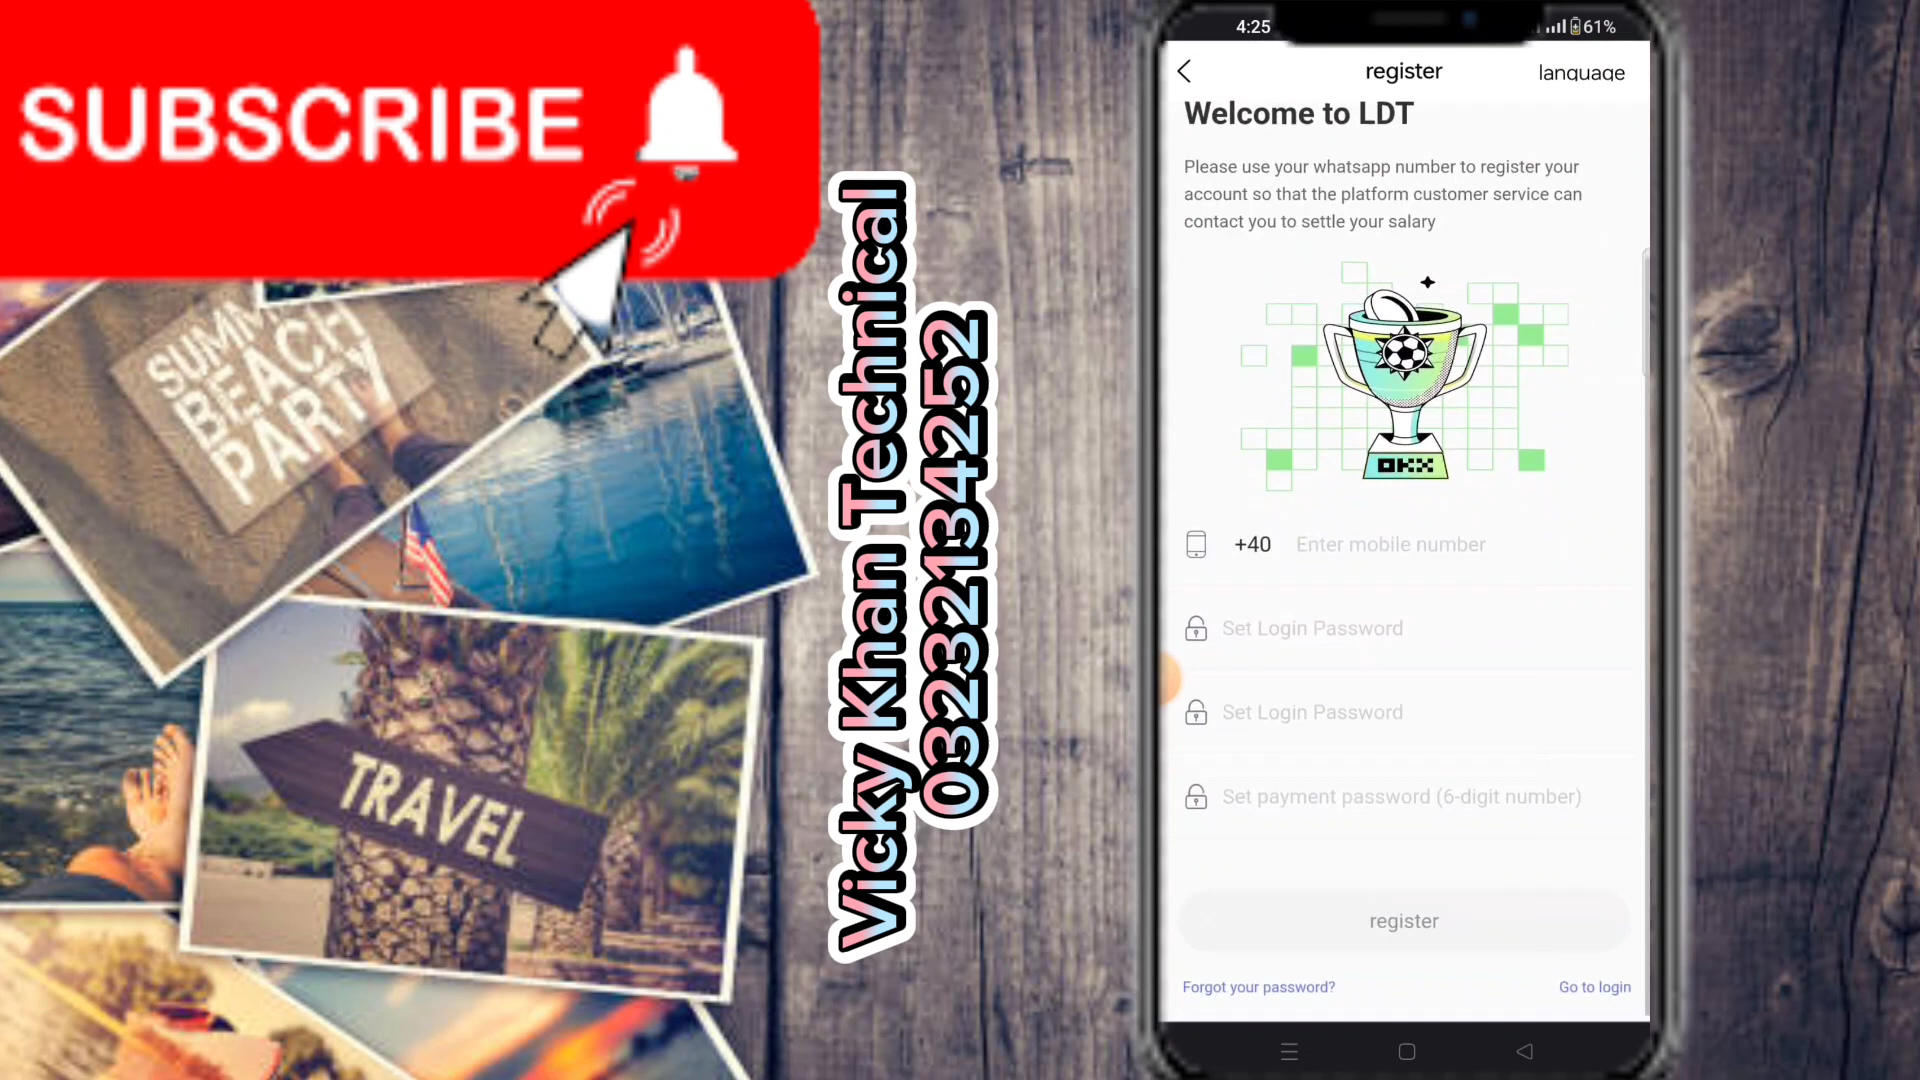 SUBSCRIBE
SUMM
BEACH
PARTY
TRAVEL
Vicky Khan Technical
03232134252
4:25
61%
register
language
Welcome to LDT
Please use your whatsapp number to register your
account so that the platform customer service can
contact you to settle your salary
OKX
+40 Enter mobile number
Set Login Password
Set Login Password
Set payment password (6-digit number)
register
Forgot your password?
Go to login